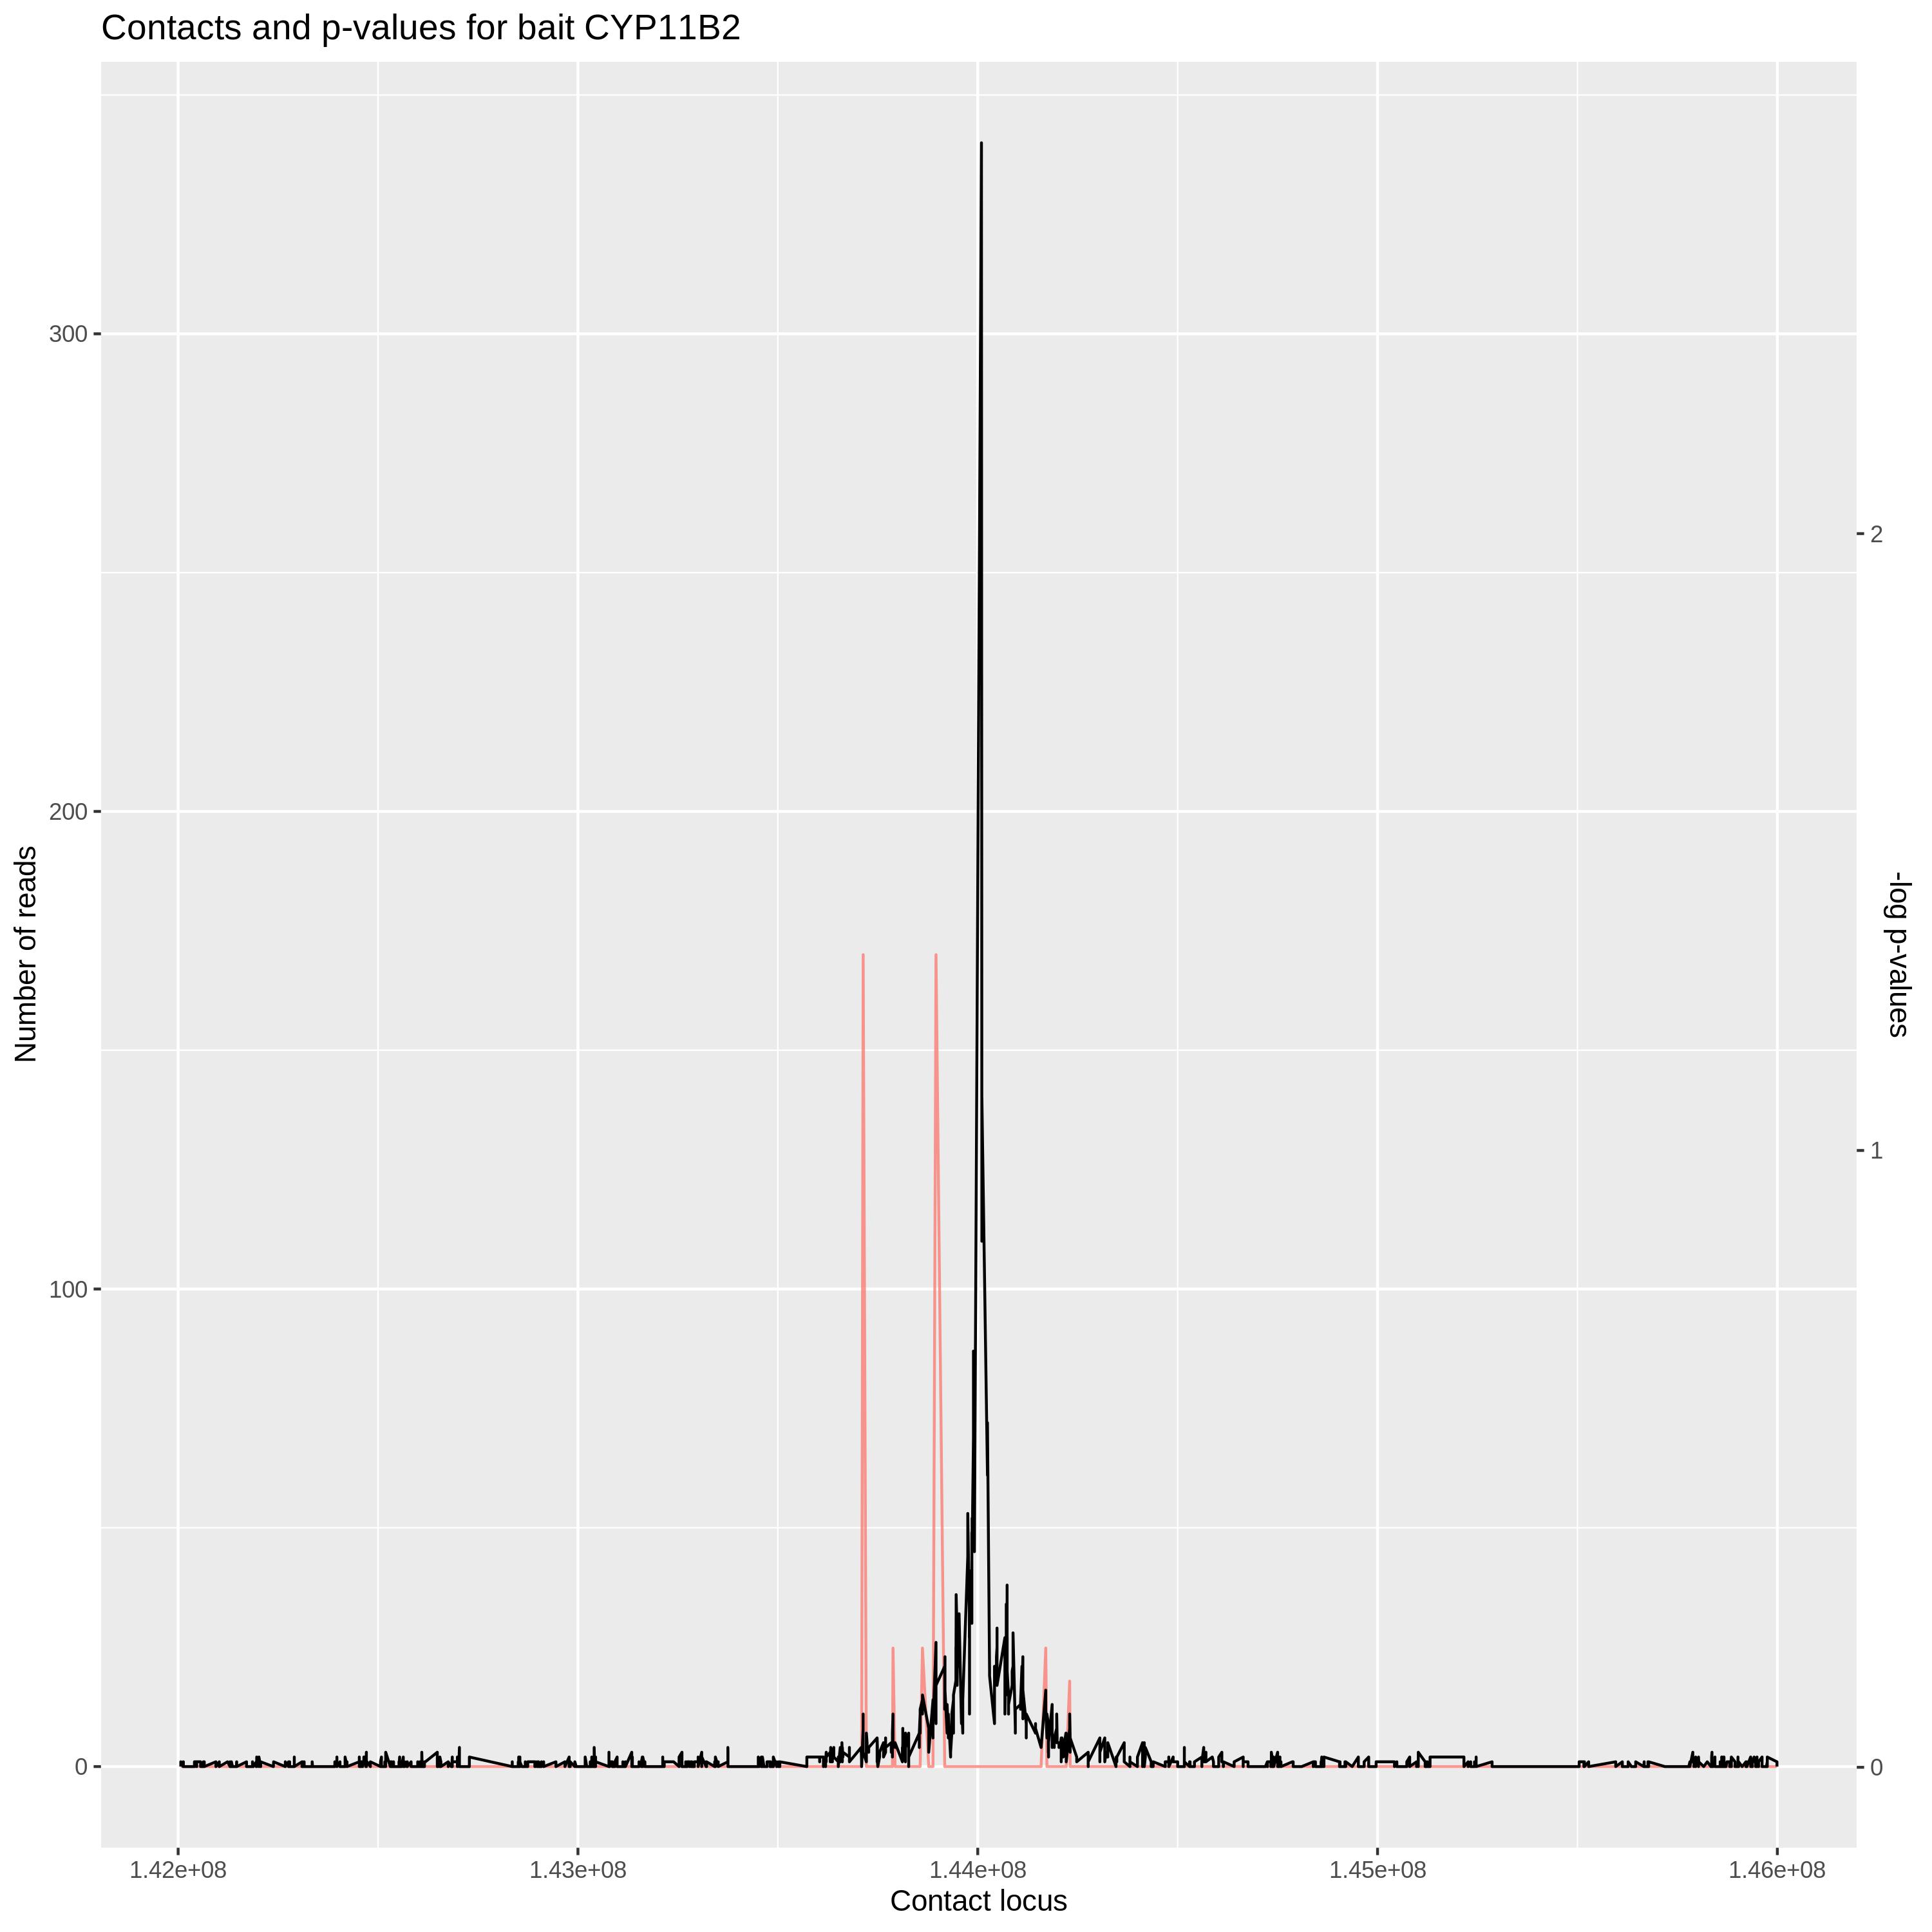 Contacts and p-values for bait CYP11B2
300
200
100
0
Number of reads
2
1
0
-log p-values
1.42e+08
1.43e+08
1.44e+08
1.45e+08
1.46e+08
Contact locus